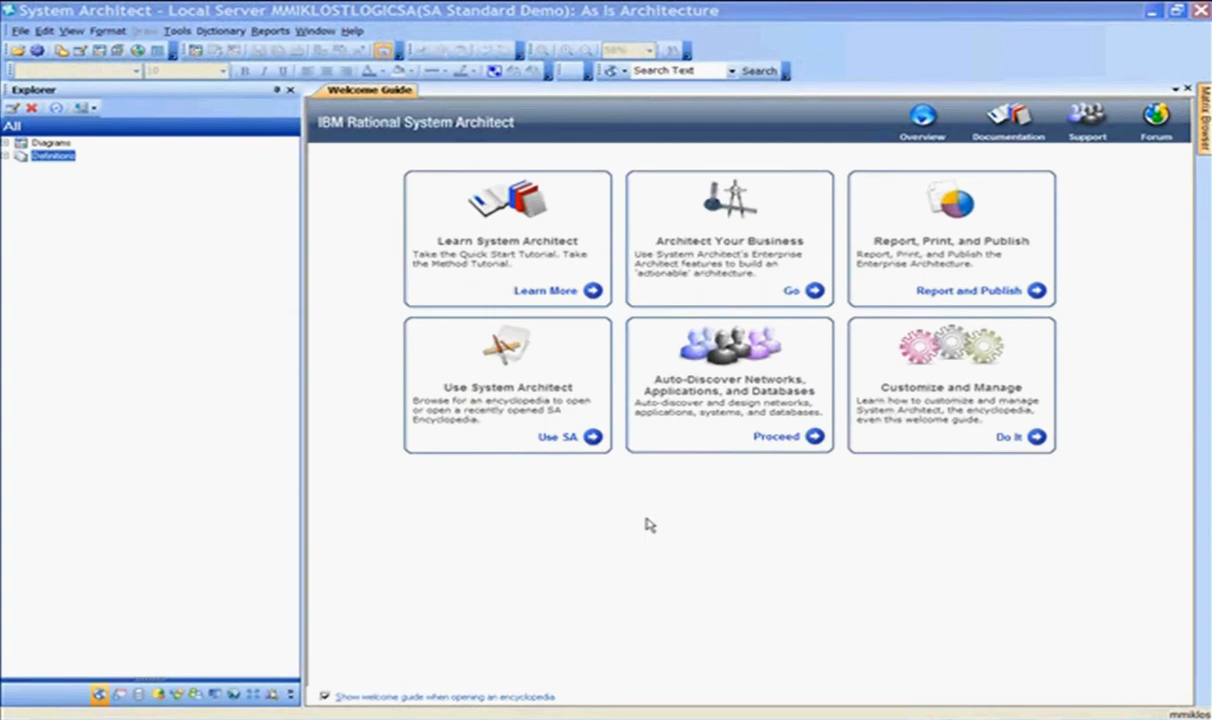 System Architect - Local Server MMIKLOSTLOGICSA(SA Standard Demo): As Is Architecture
File Edit View Format Draw Tools Dictionary Reports Window Help
58%
10 B I U Search Text Search
Explorer
Welcome Guide
Matrix Browser
All
Diagrams
Definitions
IBM Rational System Architect
Overview Documentation Support Forum
Learn System Architect
Take the Quick Start Tutorial. Take
the Method Tutorial.
Learn More
Architect Your Business
Use System Architect's Enterprise
Architect features to build an
'actionable' architecture.
Go
Report, Print, and Publish
Report, Print, and Publish the
Enterprise Architecture.
Report and Publish
Use System Architect
Browse for an encyclopedia to open
or open a recently opened SA
Encyclopedia.
Use SA
Auto-Discover Networks,
Applications, and Databases
Auto-discover and design networks,
applications, systems, and databases.
Proceed
Customize and Manage
Learn how to customize and manage
System Architect, the encyclopedia,
even this welcome guide.
Do It
Show welcome guide when opening an encyclopedia
mmiklos